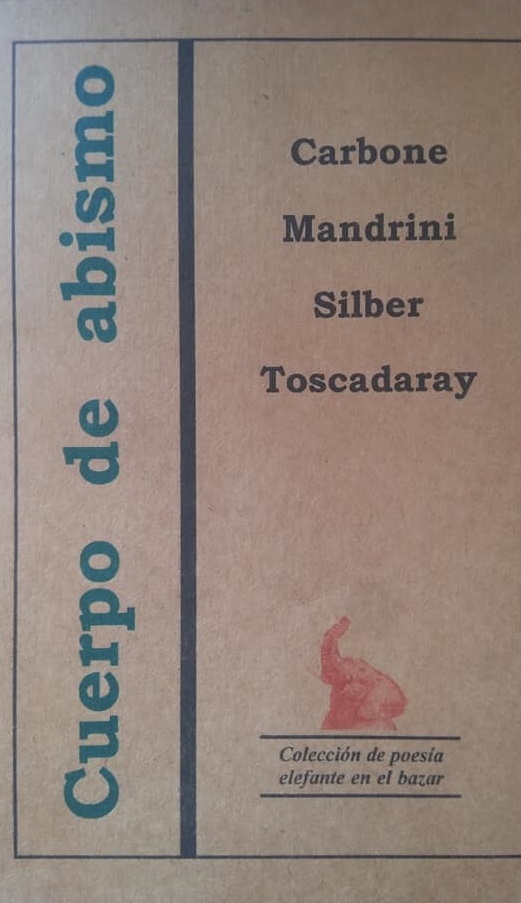 Cuerpo de abismo
Carbone
Mandrini
Silber
Toscadaray
Colección de poesía
elefante en el bazar